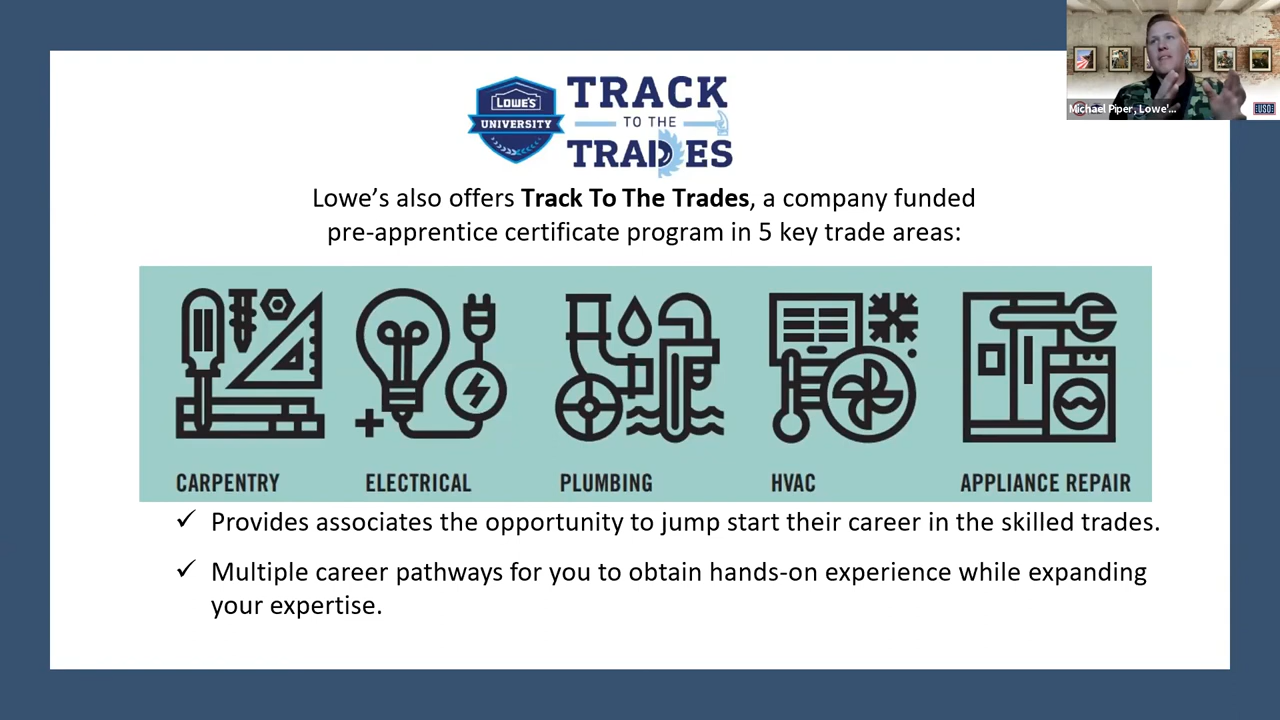 LOWE'S
UNIVERSITY
TRACK
TO THE
TRADES
Michael Piper, Lowe'...
USO
Lowe's also offers Track To The Trades, a company funded
pre-apprentice certificate program in 5 key trade areas:
CARPENTRY
ELECTRICAL
PLUMBING
HVAC
APPLIANCE REPAIR
✓ Provides associates the opportunity to jump start their career in the skilled trades.
✓ Multiple career pathways for you to obtain hands-on experience while expanding
your expertise.